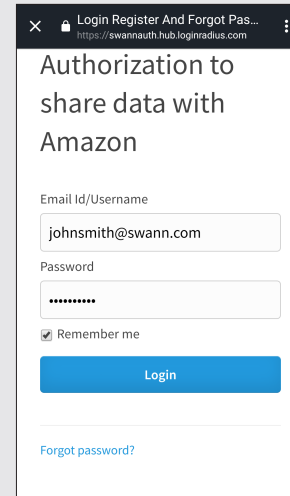 Login Register And Forgot Pas...
https://swannauth.hub.loginradius.com
Authorization to
share data with
Amazon
Email Id/Username
johnsmith@swann.com
Password
••••••••••
Remember me
Login
Forgot password?